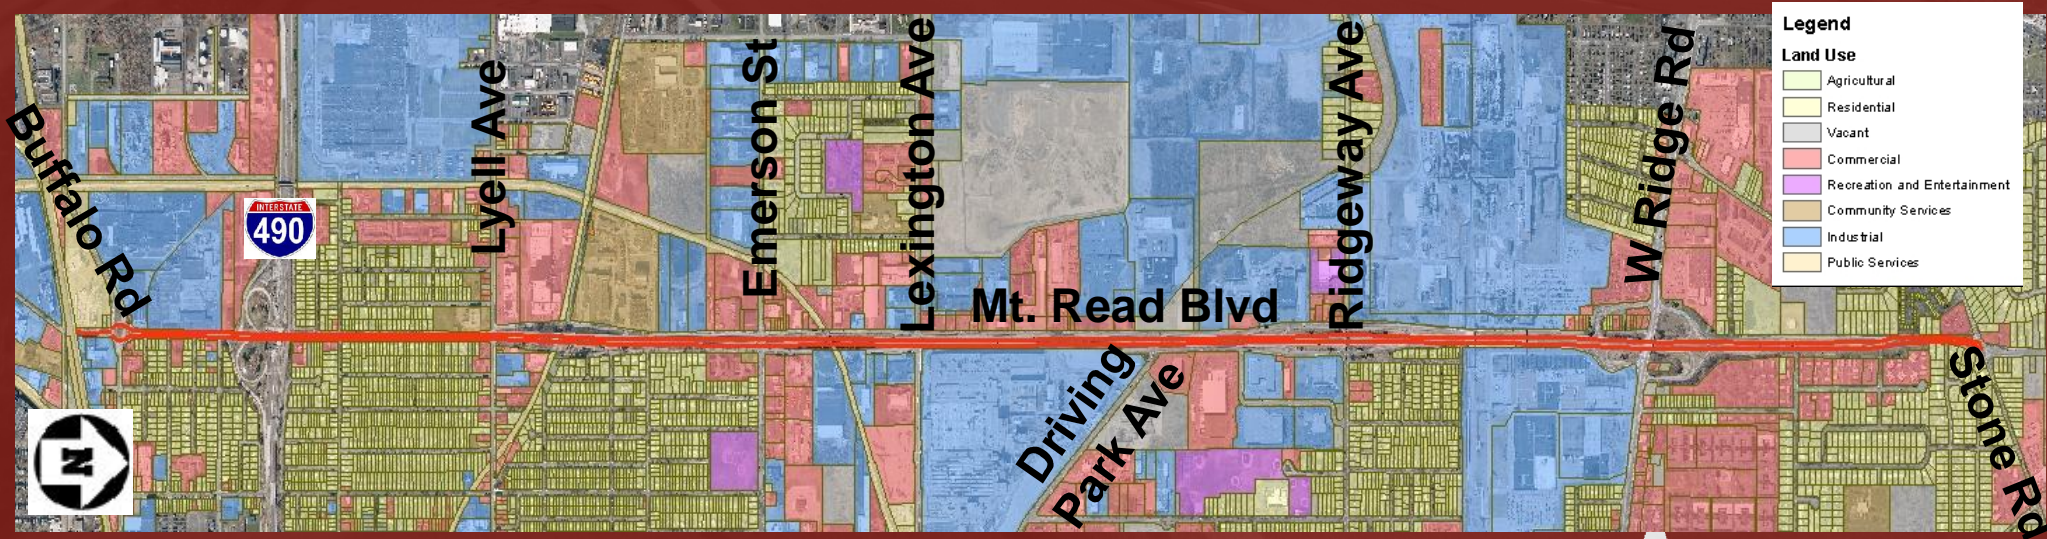 Buffalo Rd
INTERSTATE
490
Lyell Ave
Emerson St
Lexington Ave
Mt. Read Blvd
Driving
Park Ave
Ridgeway Ave
W Ridge Rd
Stone Rd
N
Legend
Land Use
Agricultural
Residential
Vacant
Commercial
Recreation and Entertainment
Community Services
Industrial
Public Services